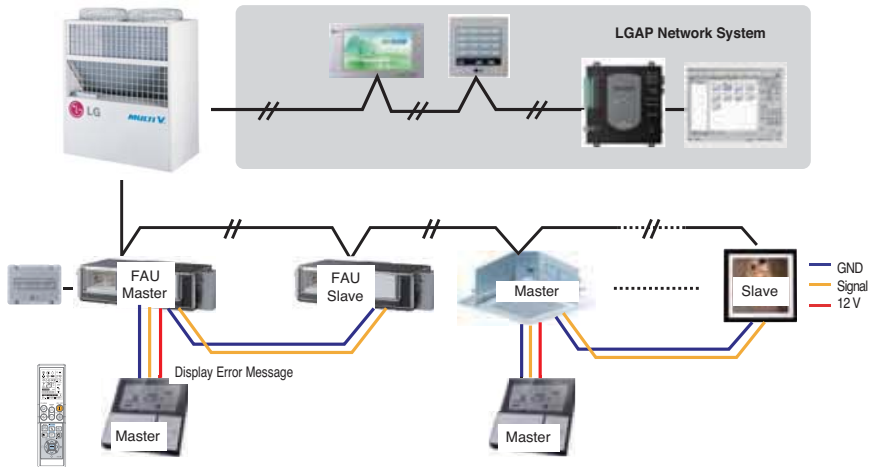 LGAP Network System
LG
MULTI V
FAU
Master
FAU
Slave
Master
Slave
GND
Signal
12 V
Display Error Message
Master
Master